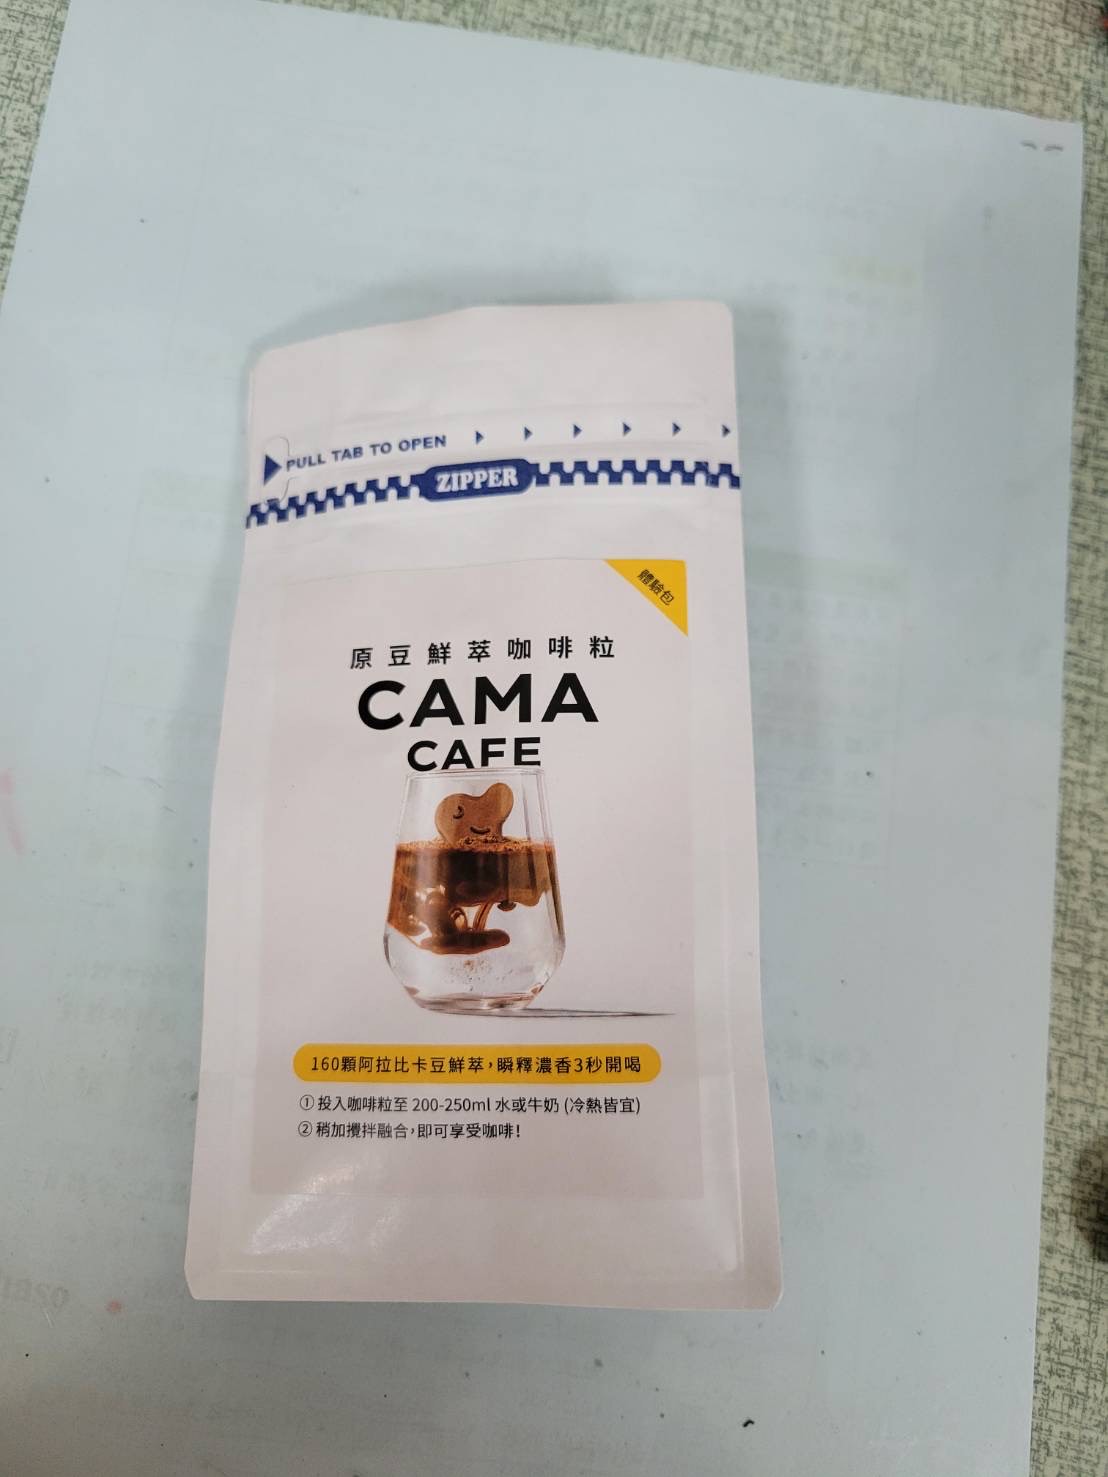 PULL TAB TO OPEN
ZIPPER
體驗包
原豆鮮萃咖啡粒
CAMA
CAFE
160顆阿拉比卡豆鮮萃，瞬釋濃香3秒開喝
① 投入咖啡粒至 200-250ml 水或牛奶 (冷熱皆宜)
② 稍加攪拌融合，即可享受咖啡！